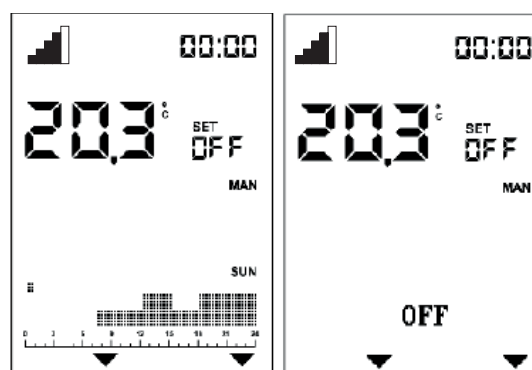 00:00
20,3 °C
SET
OFF
MAN
SUN
0 3 6 9 12 15 18 21 24
00:00
20,3 °C
SET
OFF
MAN
OFF